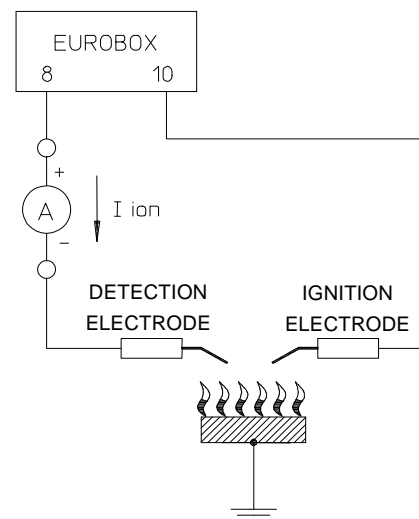 EUROBOX
8 10
+
A I ion
–
DETECTION IGNITION
ELECTRODE ELECTRODE